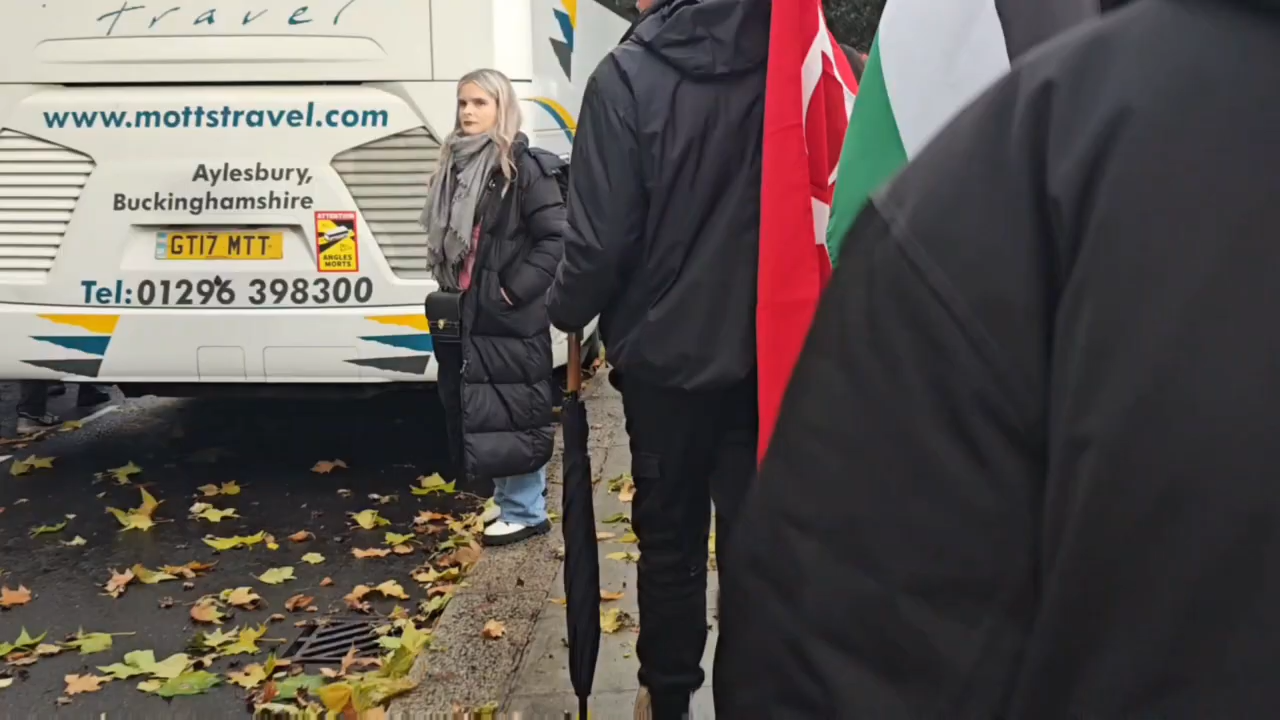 travel
www.mottstravel.com
Aylesbury,
Buckinghamshire
GT17 MTT
ATTENTION
ANGLES
MORTS
Tel:01296 398300